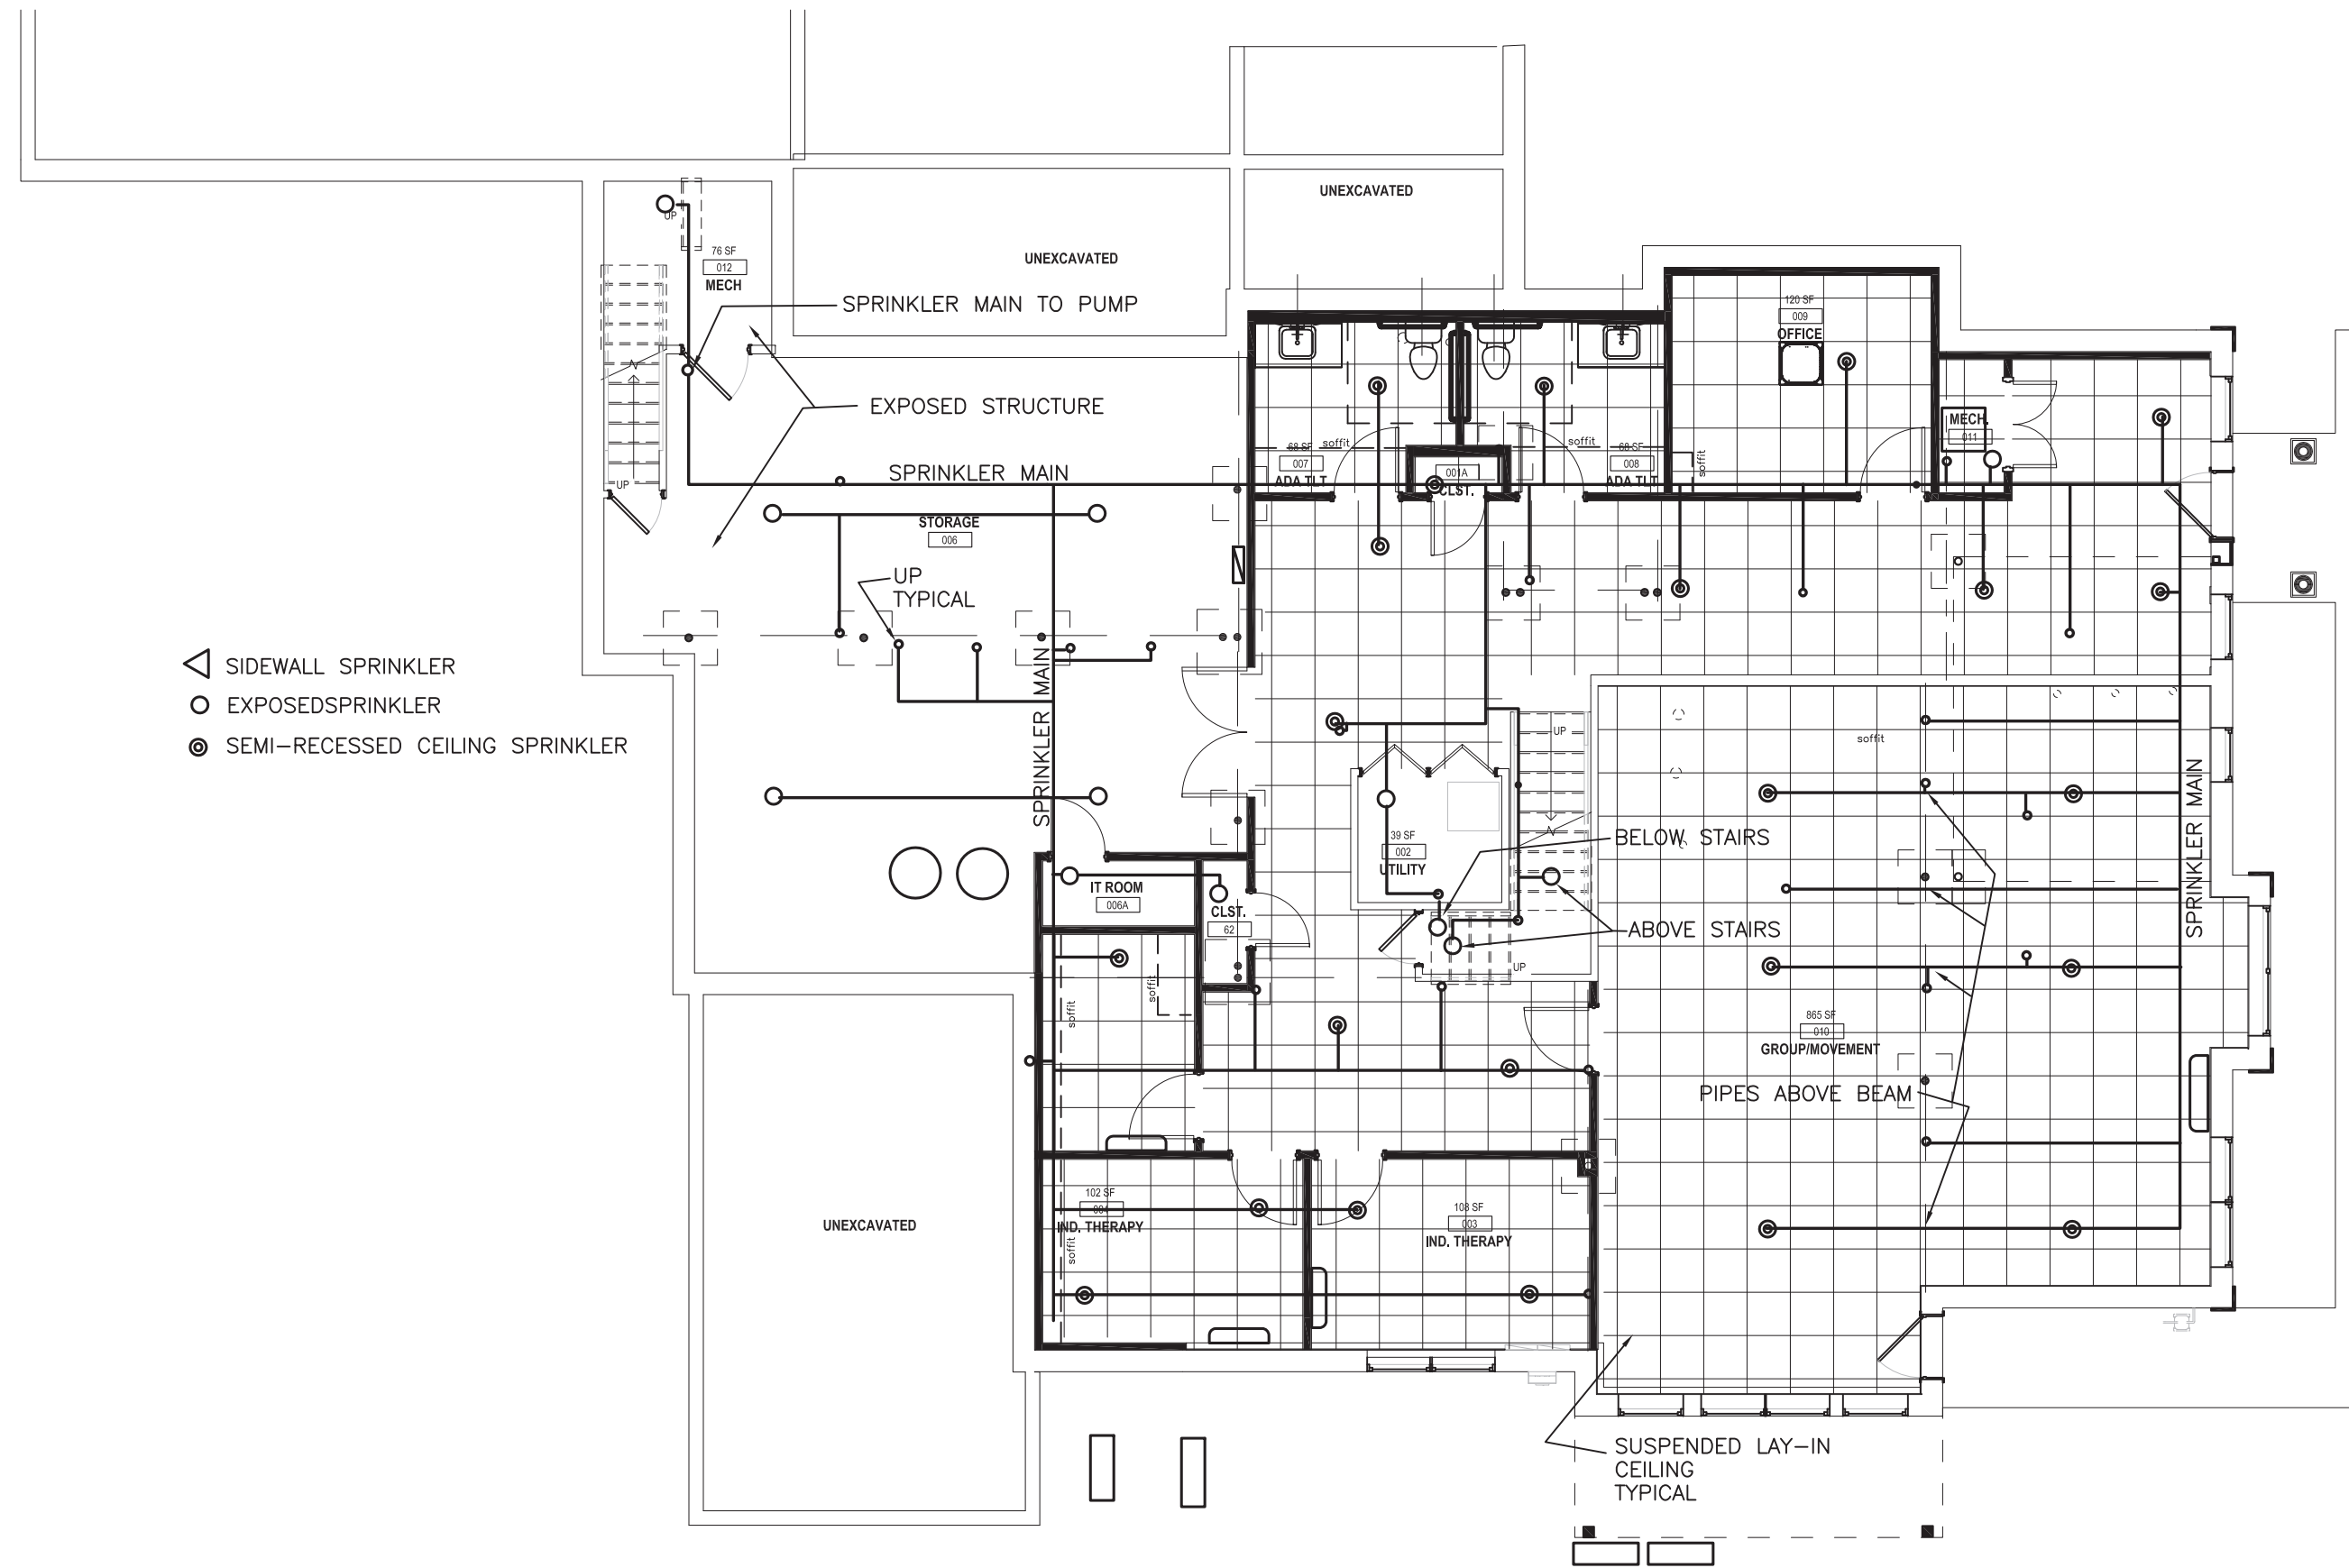 UNEXCAVATED
UP
76 SF
012
MECH
UNEXCAVATED
SPRINKLER MAIN TO PUMP
120 SF
009
OFFICE
EXPOSED STRUCTURE
MECH.
011
soffit
soffit
soffit
68 SF
007
ADA TLT
001A
CLST.
68 SF
008
ADA TLT
SPRINKLER MAIN
UP
STORAGE
006
UP
TYPICAL
SIDEWALL SPRINKLER
EXPOSEDSPRINKLER
SEMI-RECESSED CEILING SPRINKLER
SPRINKLER MAIN
UP
soffit
SPRINKLER MAIN
39 SF
002
UTILITY
BELOW STAIRS
IT ROOM
006A
CLST.
62
ABOVE STAIRS
UP
soffit
soffit
865 SF
010
GROUP/MOVEMENT
PIPES ABOVE BEAM
102 SF
004
IND. THERAPY
108 SF
003
IND. THERAPY
soffit
UNEXCAVATED
SUSPENDED LAY-IN
CEILING
TYPICAL